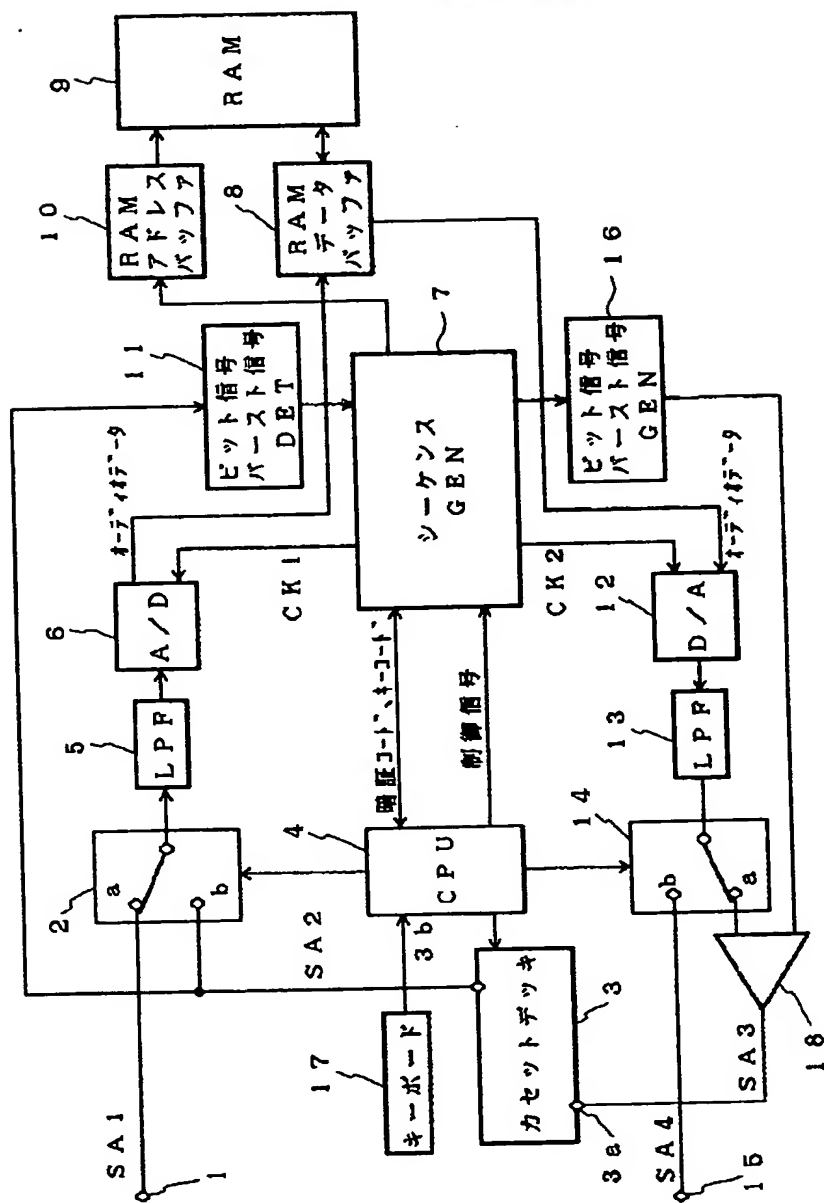 SA1
1
2
a
b
5
LPF
6
A/D
オーディオデータ
11
ビット信号
バースト信号
DET
10
RAM
アドレス
バッファ
9
RAM
8
RAM
データ
バッファ
17
キーボード
SA2
3b
4
CPU
暗証コード、キーコード
制御信号
CK1
CK2
シーケンス
GEN
7
カセットデッキ
3
3a
14
b
a
13
LPF
12
D/A
オーディオデータ
ビット信号
バースト信号
GEN
16
SA3
18
SA4
15